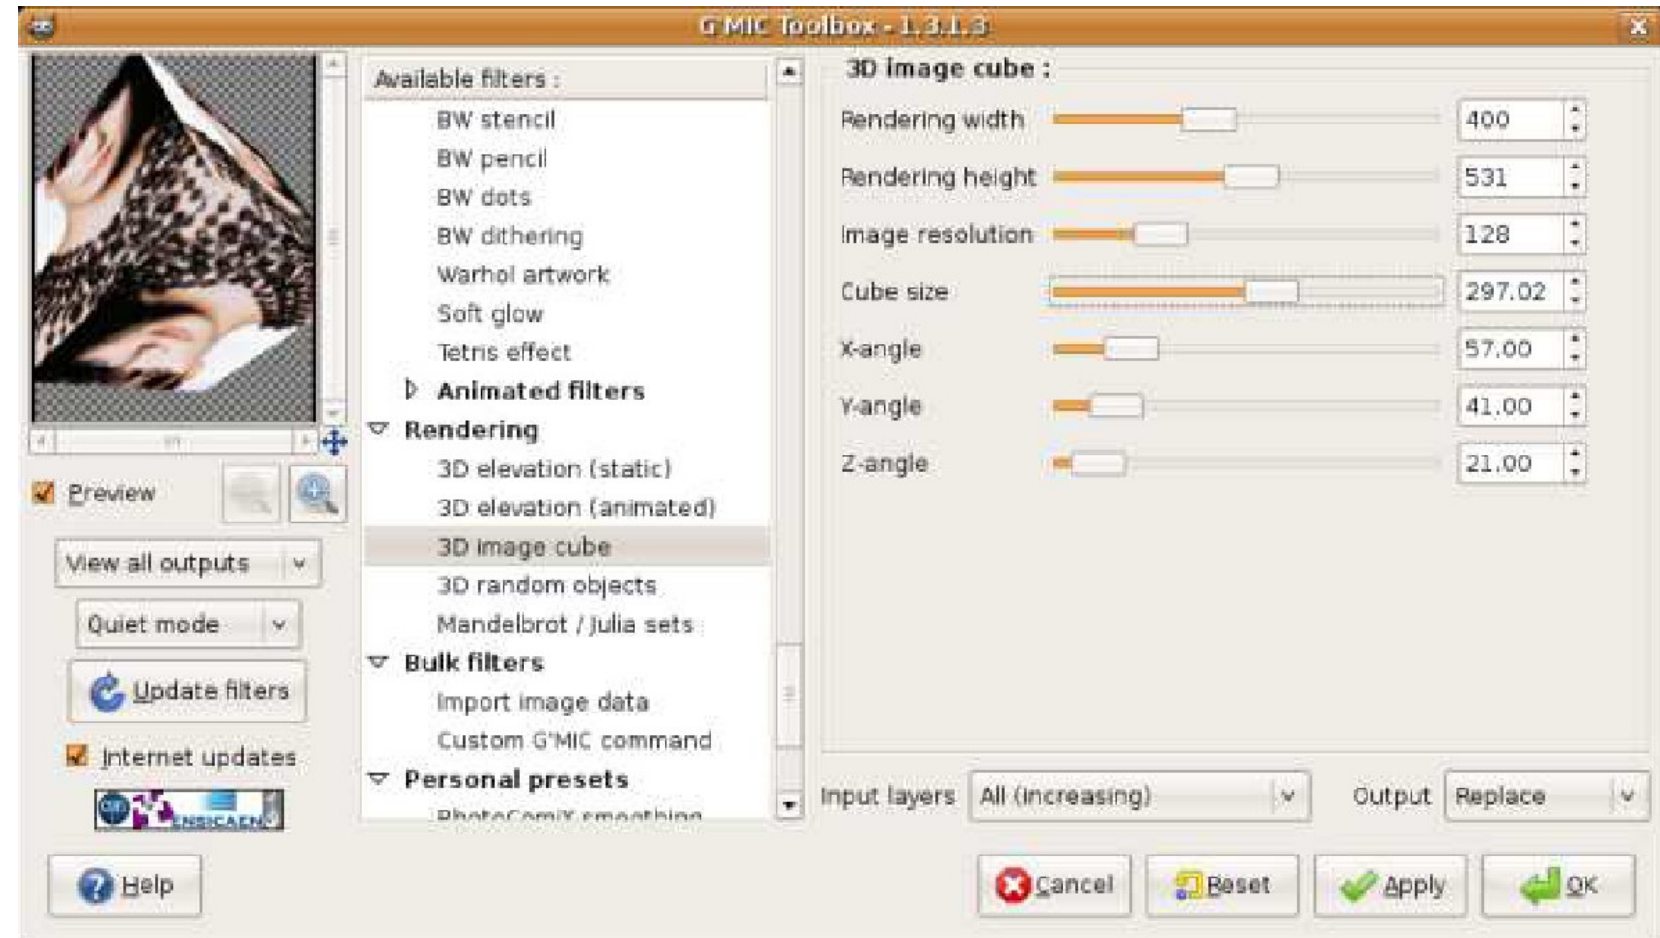 G'MIC Toolbox - 1.3.1.3
Available filters :
BW stencil
BW pencil
BW dots
BW dithering
Warhol artwork
Soft glow
Tetris effect
Animated filters
Rendering
3D elevation (static)
3D elevation (animated)
3D image cube
3D random objects
Mandelbrot / Julia sets
Bulk filters
Import image data
Custom G'MIC command
Personal presets
PhotoComiX smoothing
Preview
View all outputs
Quiet mode
Update filters
Internet updates
ENSICAEN
3D image cube :
Rendering width 400
Rendering height 531
Image resolution 128
Cube size 297.02
X-angle 57.00
Y-angle 41.00
Z-angle 21.00
Input layers All (Increasing) Output Replace
Help Cancel Reset Apply OK